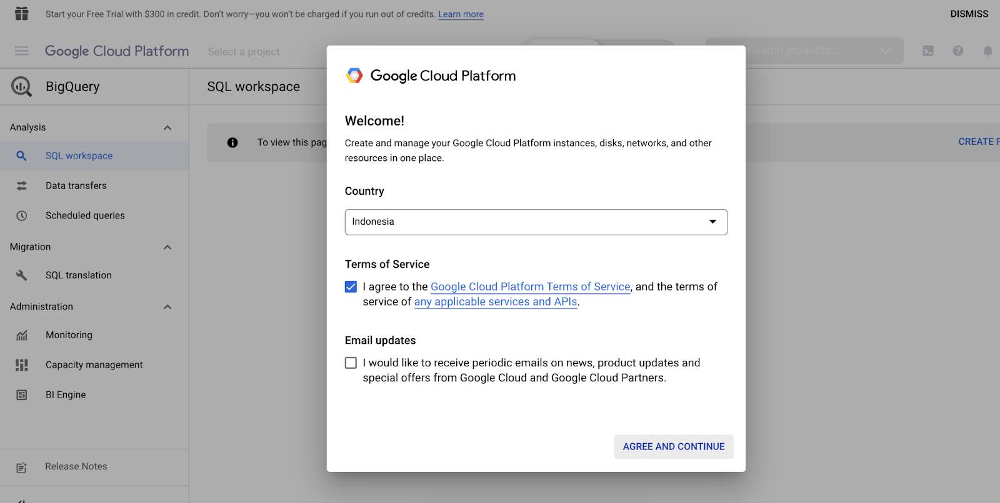 Start your Free Trial with $300 in credit. Don't worry—you won't be charged if you run out of credits. Learn more
DISMISS
Google Cloud Platform
Select a project
Search products ...
BigQuery
SQL workspace
Analysis
SQL workspace
Data transfers
Scheduled queries
Migration
SQL translation
Administration
Monitoring
Capacity management
BI Engine
Release Notes
To view this pag
CREATE P
Google Cloud Platform
Welcome!
Create and manage your Google Cloud Platform instances, disks, networks, and other
resources in one place.
Country
Indonesia
Terms of Service
I agree to the Google Cloud Platform Terms of Service, and the terms of
service of any applicable services and APIs.
Email updates
I would like to receive periodic emails on news, product updates and
special offers from Google Cloud and Google Cloud Partners.
AGREE AND CONTINUE